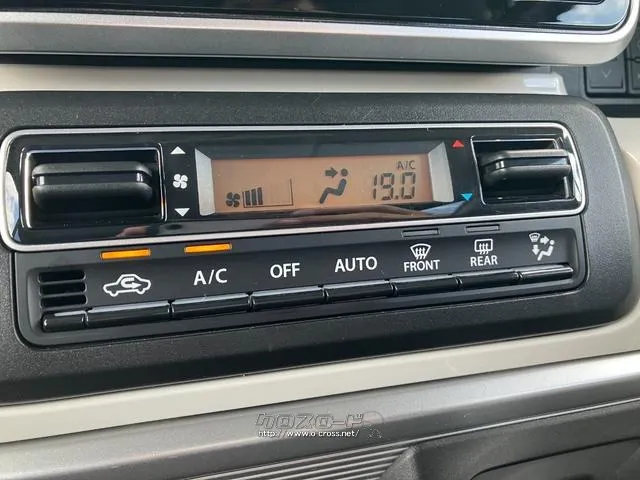 A/C
19.0
A/C
OFF
AUTO
FRONT
REAR
クロスロード
http://www.o-cross.net/